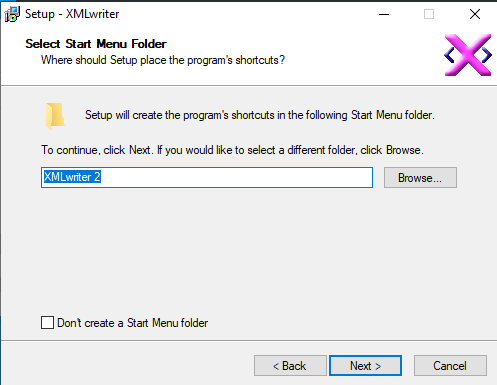 Setup - XMLwriter
Select Start Menu Folder
Where should Setup place the program's shortcuts?
Setup will create the program's shortcuts in the following Start Menu folder.
To continue, click Next. If you would like to select a different folder, click Browse.
XMLwriter 2
Browse...
Don't create a Start Menu folder
< Back
Next >
Cancel